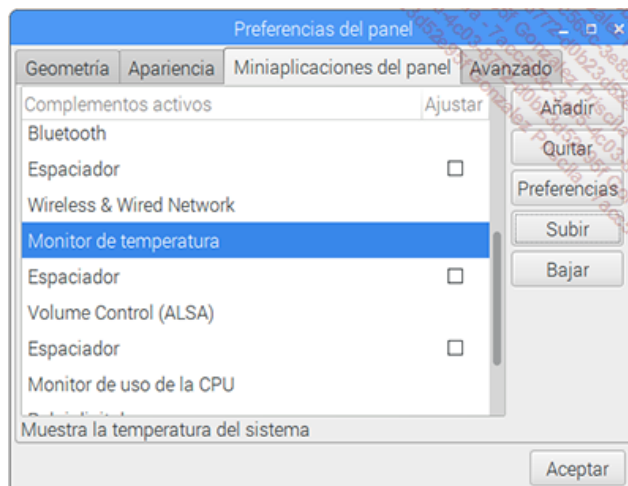 Preferencias del panel
Geometría Apariencia Miniaplicaciones del panel Avanzado
Complementos activos Ajustar Añadir
Bluetooth Quitar
Espaciador
Wireless & Wired Network Preferencias
Monitor de temperatura Subir
Espaciador Bajar
Volume Control (ALSA)
Espaciador
Monitor de uso de la CPU
Muestra la temperatura del sistema
Aceptar